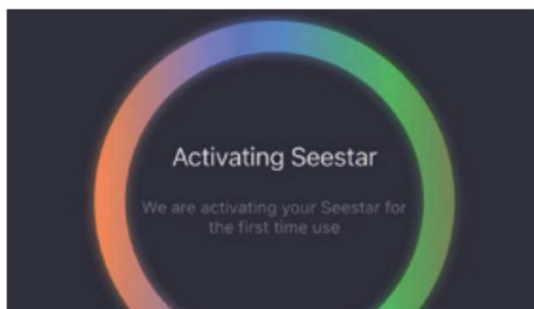 Activating Seestar
We are activating your Seestar for
the first time use